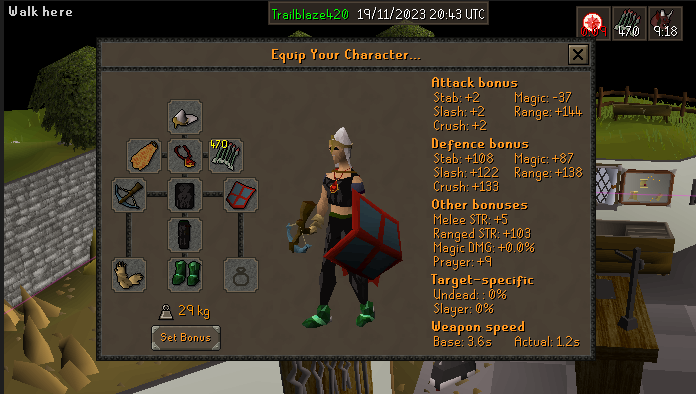 Walk here
Trailblaze420 19/11/2023 20:43 UTC
470
9:18
Equip Your Character...
470
29 kg
Set Bonus
Attack bonus
Stab: +2 Magic: -37
Slash: +2 Range: +144
Crush: +2
Defence bonus
Stab: +108 Magic: +87
Slash: +122 Range: +138
Crush: +133
Other bonuses
Melee STR: +5
Ranged STR: +103
Magic DMG: +0.0%
Prayer: +9
Target-specific
Undead: : 0%
Slayer: 0%
Weapon speed
Base: 3.6s Actual: 1.2s